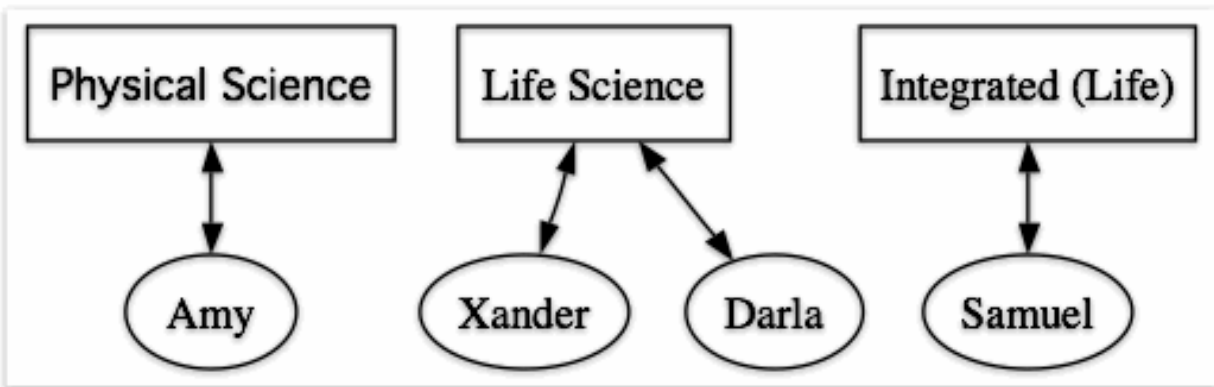 Physical Science
Life Science
Integrated (Life)
Amy
Xander
Darla
Samuel